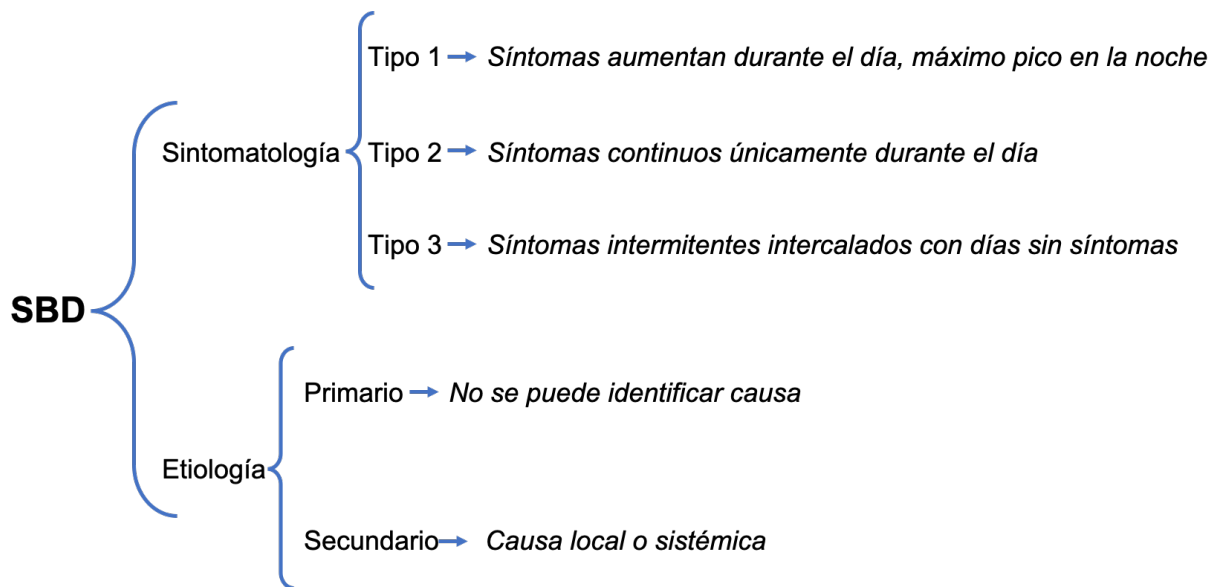 SBD
Sintomatología
Tipo 1 → Síntomas aumentan durante el día, máximo pico en la noche
Tipo 2 → Síntomas continuos únicamente durante el día
Tipo 3 → Síntomas intermitentes intercalados con días sin síntomas
Etiología
Primario → No se puede identificar causa
Secundario → Causa local o sistémica